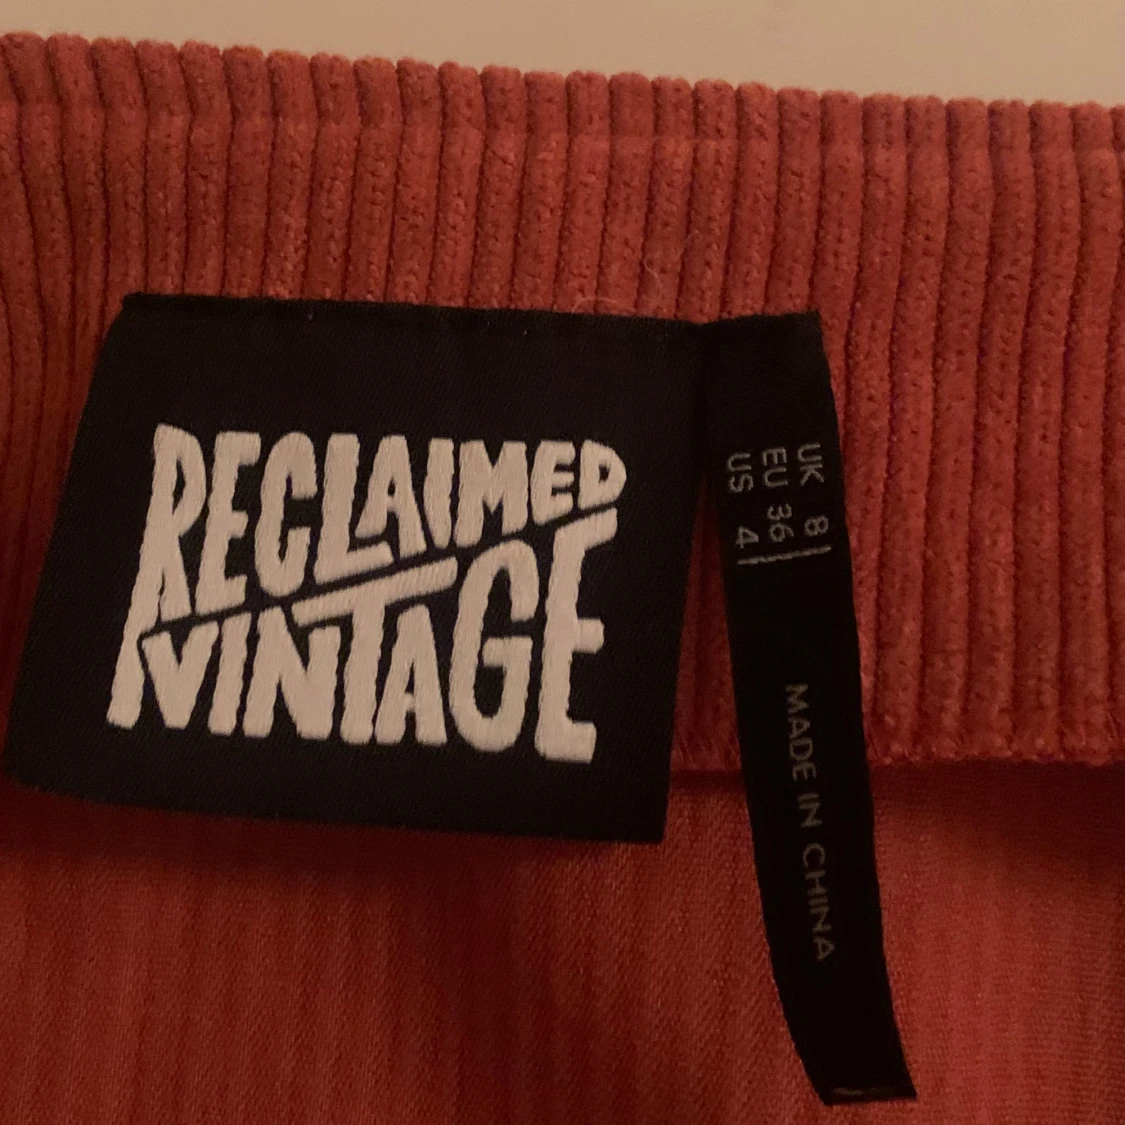 RECLAIMED
VINTAGE
UK 8
EU 36
US 4
MADE IN CHINA